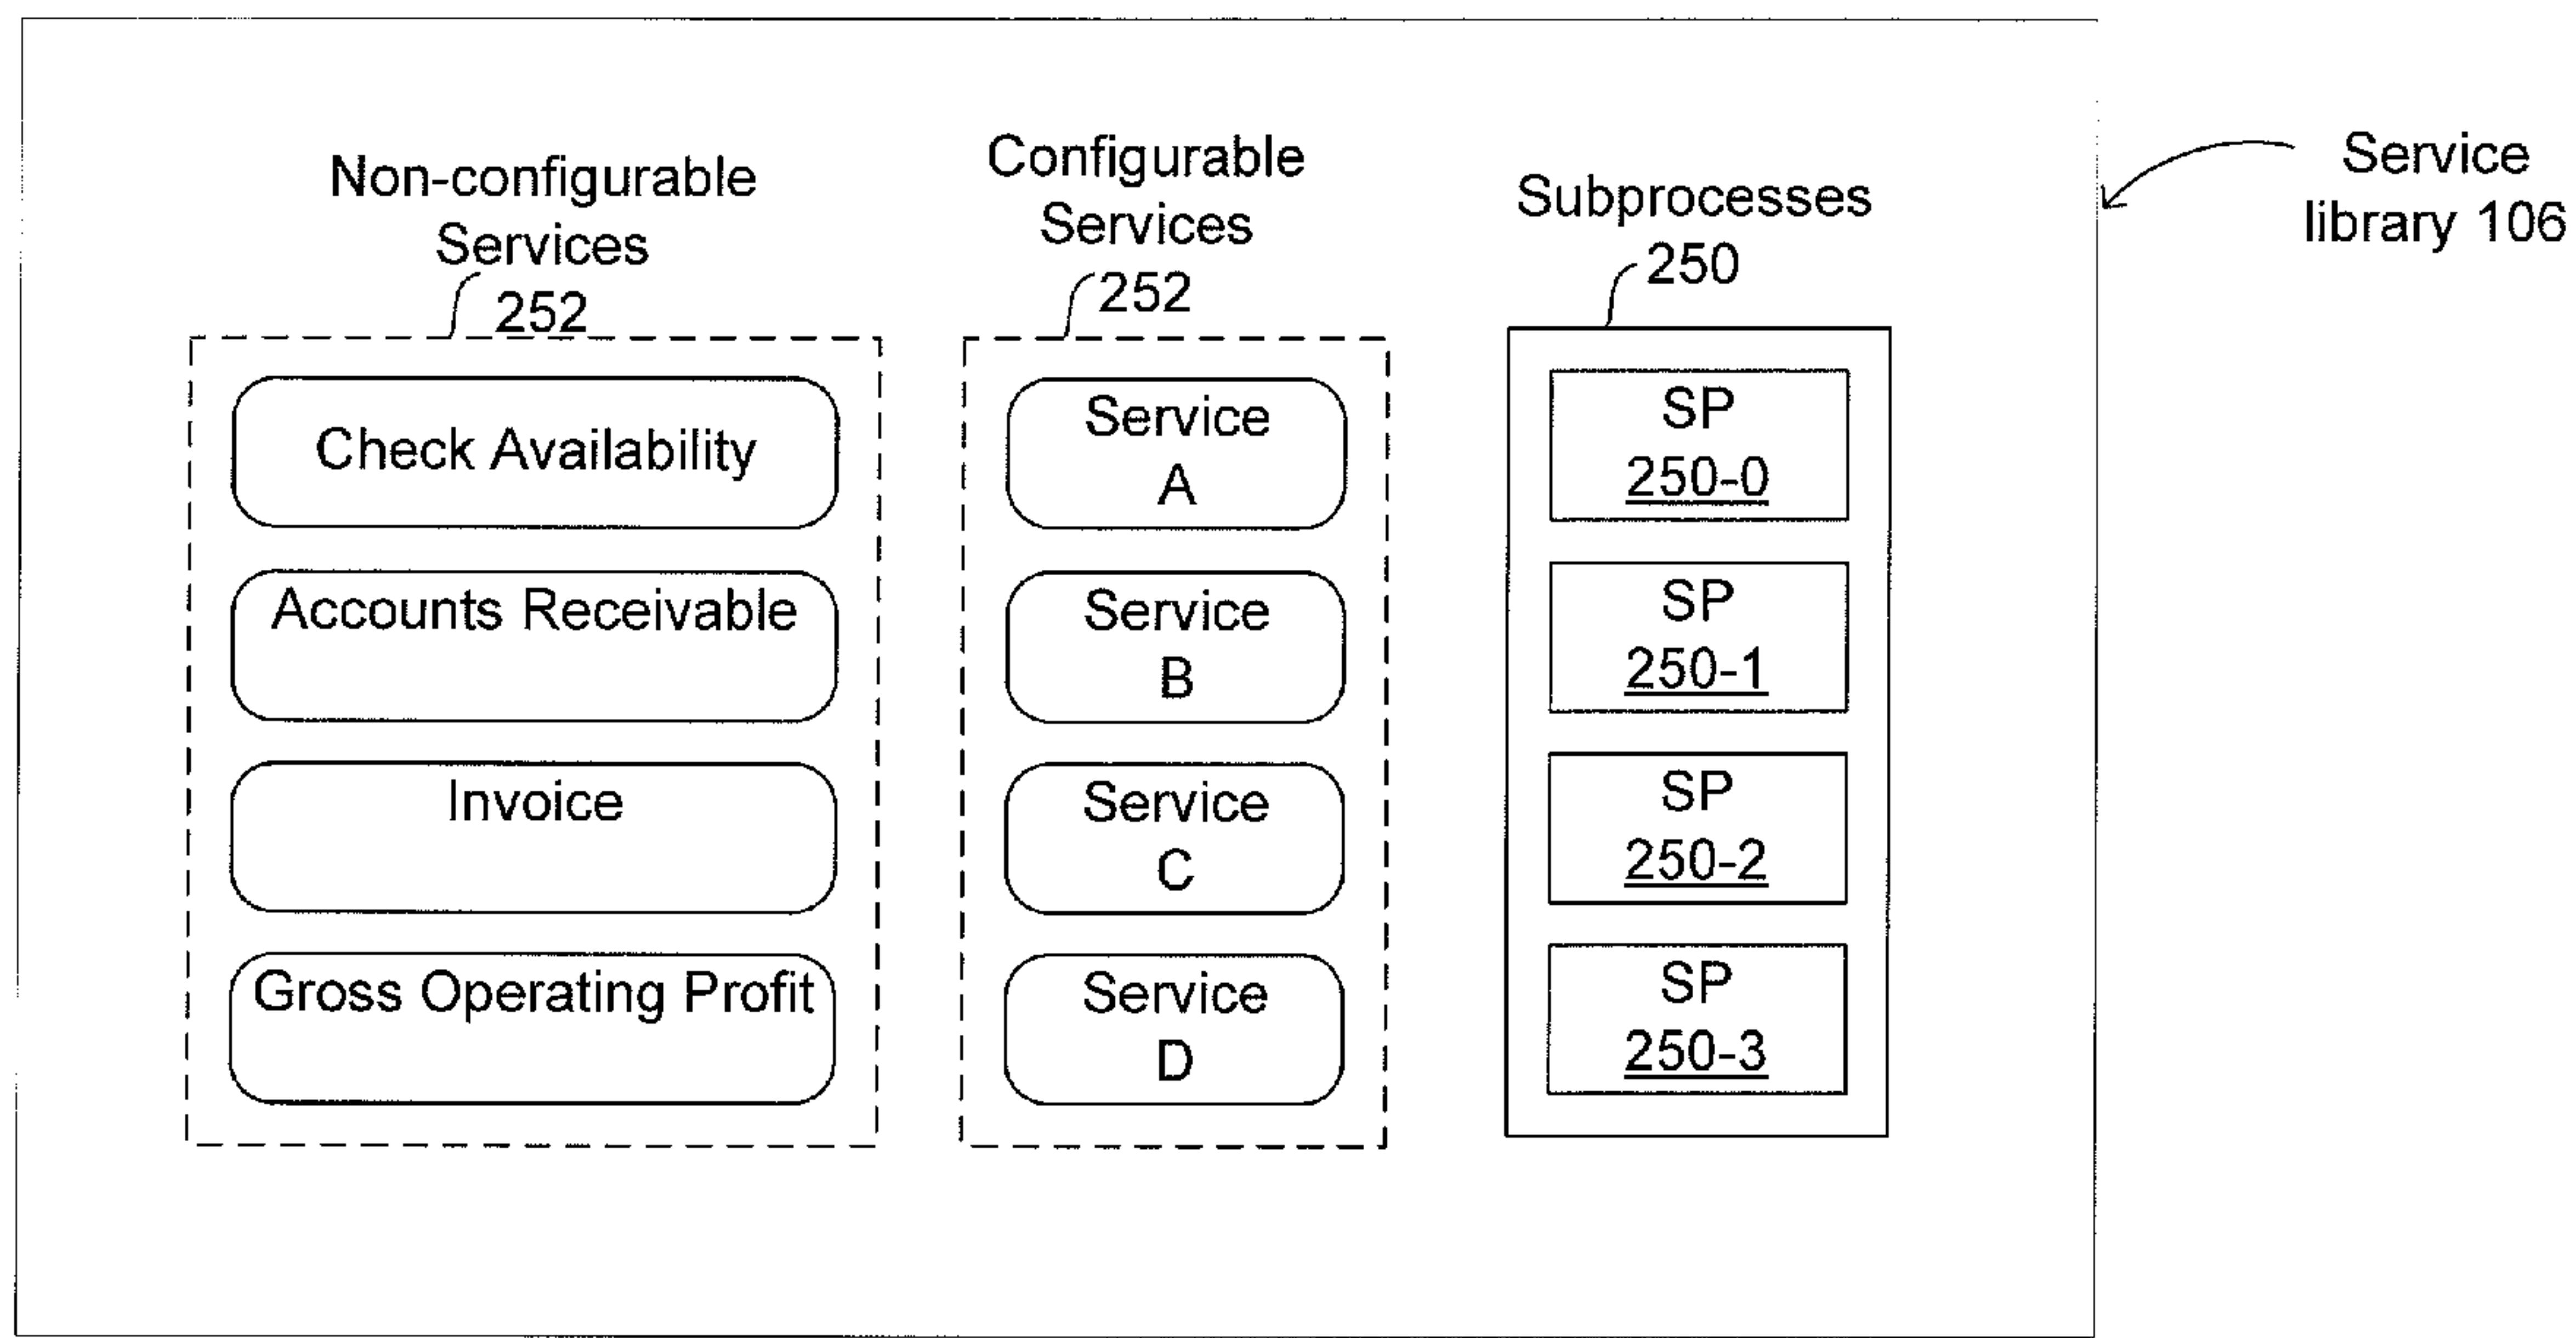 Non-configurable
Services
252
Check Availability
Accounts Receivable
Invoice
Gross Operating Profit
Configurable
Services
252
Service
A
Service
B
Service
C
Service
D
Subprocesses
250
SP
250-0
SP
250-1
SP
250-2
SP
250-3
Service
library 106